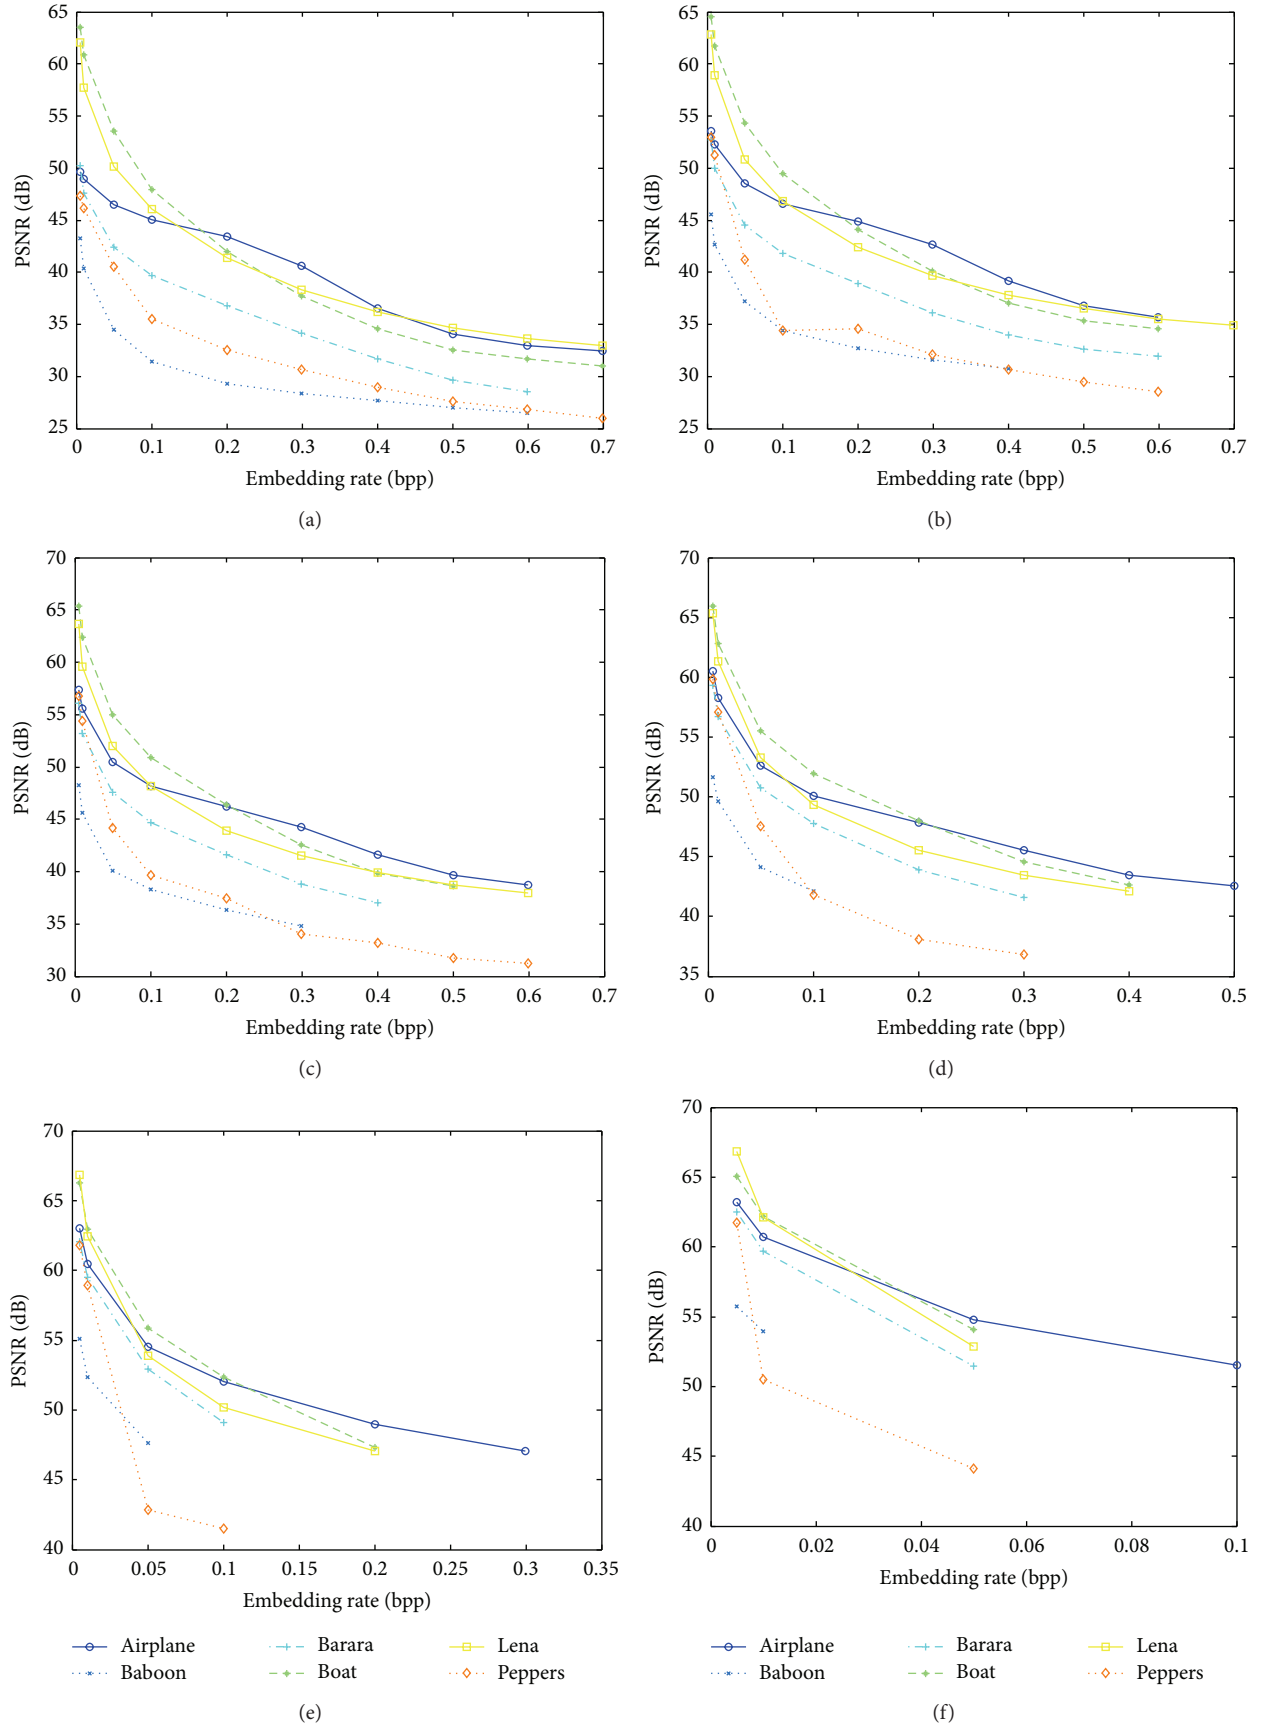 65
60
55
50
45
40
35
30
25
PSNR (dB)
0 0.1 0.2 0.3 0.4 0.5 0.6 0.7
Embedding rate (bpp)
(a)
65
60
55
50
45
40
35
30
25
PSNR (dB)
0 0.1 0.2 0.3 0.4 0.5 0.6 0.7
Embedding rate (bpp)
(b)
70
65
60
55
50
45
40
35
30
PSNR (dB)
0 0.1 0.2 0.3 0.4 0.5 0.6 0.7
Embedding rate (bpp)
(c)
70
65
60
55
50
45
40
35
PSNR (dB)
0 0.1 0.2 0.3 0.4 0.5
Embedding rate (bpp)
(d)
70
65
60
55
50
45
40
PSNR (dB)
0 0.05 0.1 0.15 0.2 0.25 0.3 0.35
Embedding rate (bpp)
Airplane Barara Lena
Baboon Boat Peppers
(e)
70
65
60
55
50
45
40
PSNR (dB)
0 0.02 0.04 0.06 0.08 0.1
Embedding rate (bpp)
Airplane Barara Lena
Baboon Boat Peppers
(f)